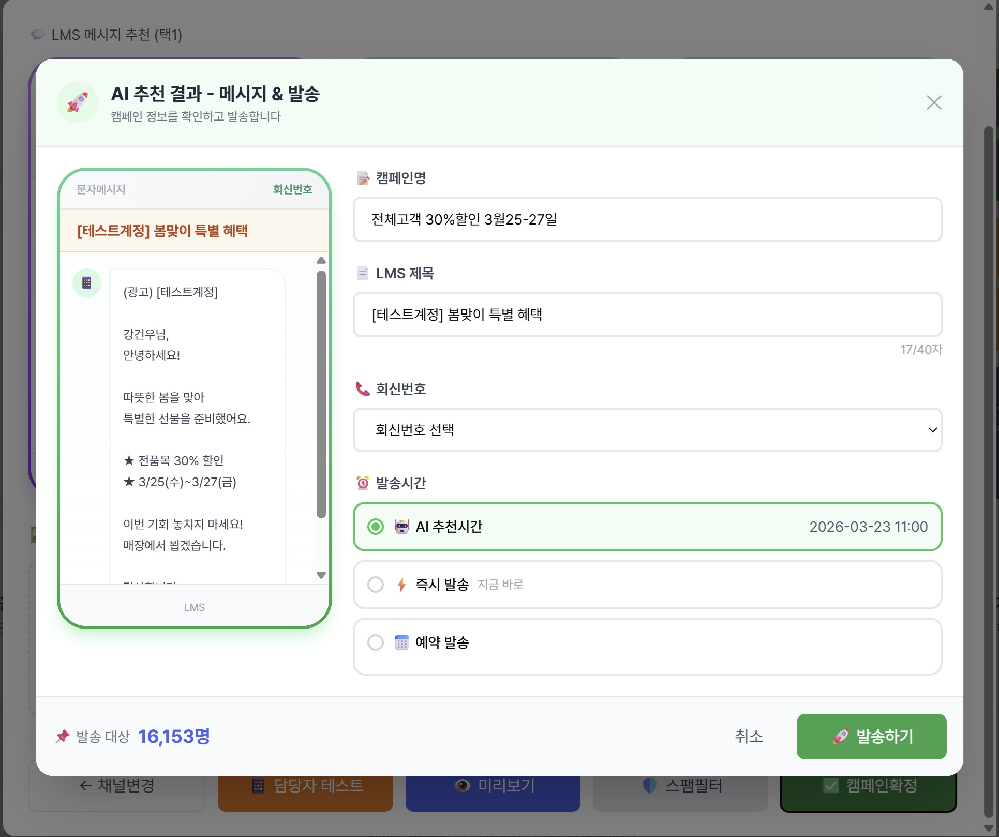 LMS 메시지 추천 (택1)
AI 추천 결과 - 메시지 & 발송
캠페인 정보를 확인하고 발송합니다
문자메시지
회신번호
[테스트계정] 봄맞이 특별 혜택
(광고) [테스트계정]
강건우님,
안녕하세요!
따뜻한 봄을 맞아
특별한 선물을 준비했어요.
★ 전품목 30% 할인
★ 3/25(수)~3/27(금)
이번 기회 놓치지 마세요!
매장에서 뵙겠습니다.
LMS
캠페인명
전체고객 30%할인 3월25-27일
LMS 제목
[테스트계정] 봄맞이 특별 혜택
17/40자
회신번호
회신번호 선택
발송시간
AI 추천시간 2026-03-23 11:00
즉시 발송 지금 바로
예약 발송
발송 대상 16,153명
취소
발송하기
← 채널변경
담당자 테스트
미리보기
스팸필터
캠페인확정